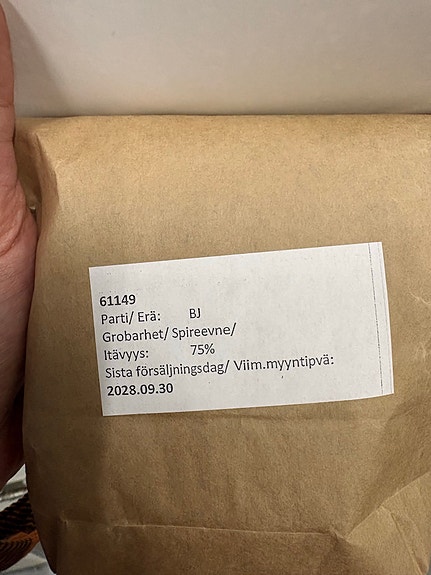 61149
Parti/ Erä: BJ
Grobarhet/ Spireevne/
Itävyys: 75%
Sista försäljningsdag/ Viim.myyntipvä:
2028.09.30